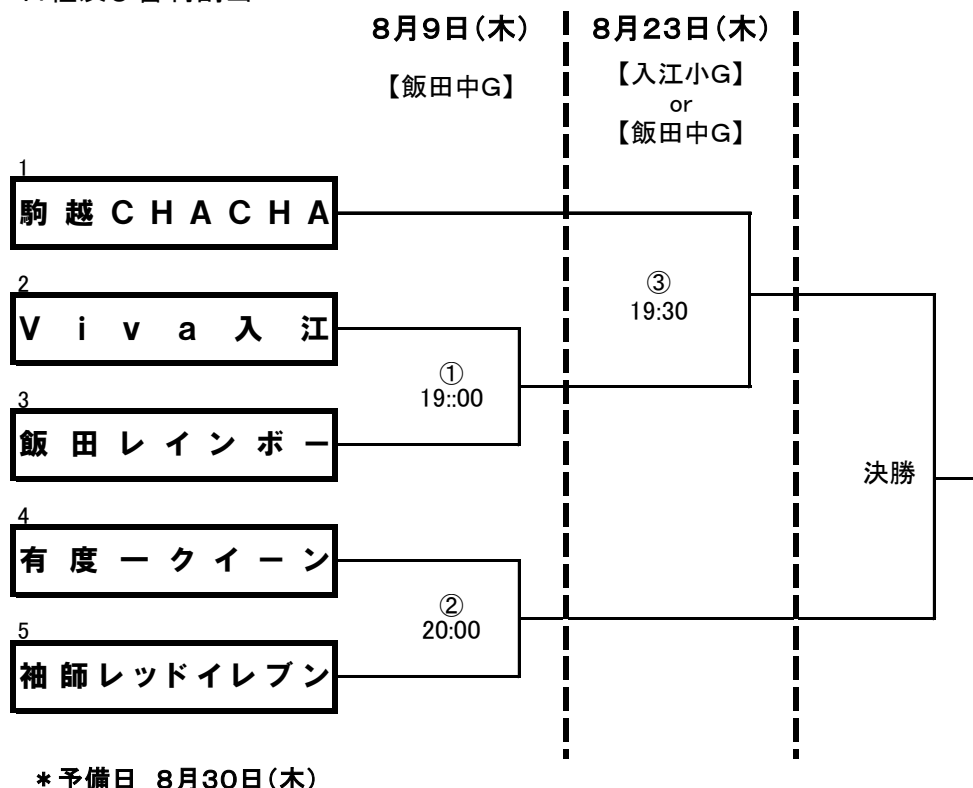 8月9日(木)
【飯田中G】
8月23日(木)
【入江小G】
or
【飯田中G】
1
駒越CHACHA
2
Viva入江
3
飯田レインボー
4
有度一クイーン
5
袖師レッドイレブン
①
19::00
②
20:00
③
19:30
決勝
*予備日 8月30日(木)